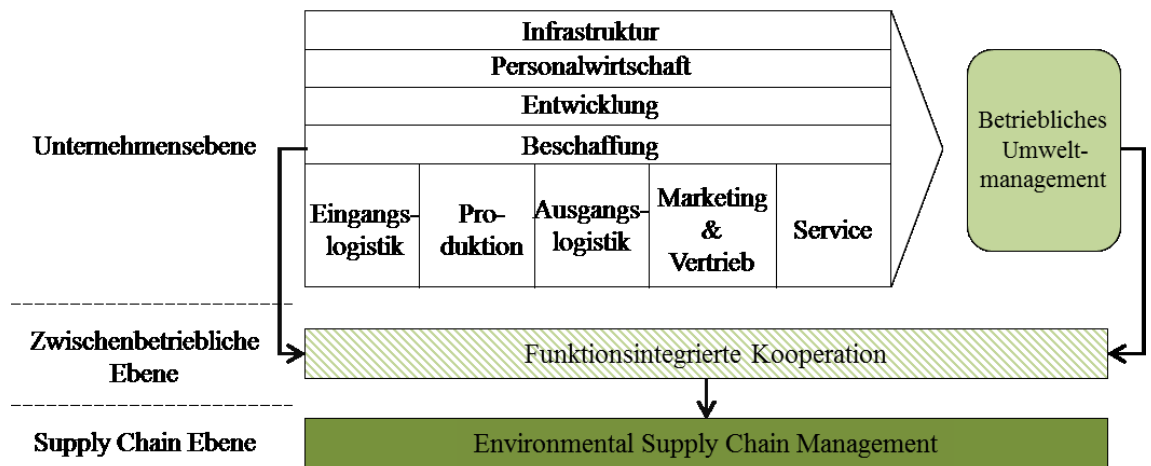 Infrastruktur
Personalwirtschaft
Entwicklung
Beschaffung
Unternehmensebene
Eingangs-
logistik
Pro-
duktion
Ausgangs-
logistik
Marketing
&
Vertrieb
Service
Betriebliches
Umwelt-
management
Zwischenbetriebliche
Ebene
Funktionsintegrierte Kooperation
Supply Chain Ebene
Environmental Supply Chain Management